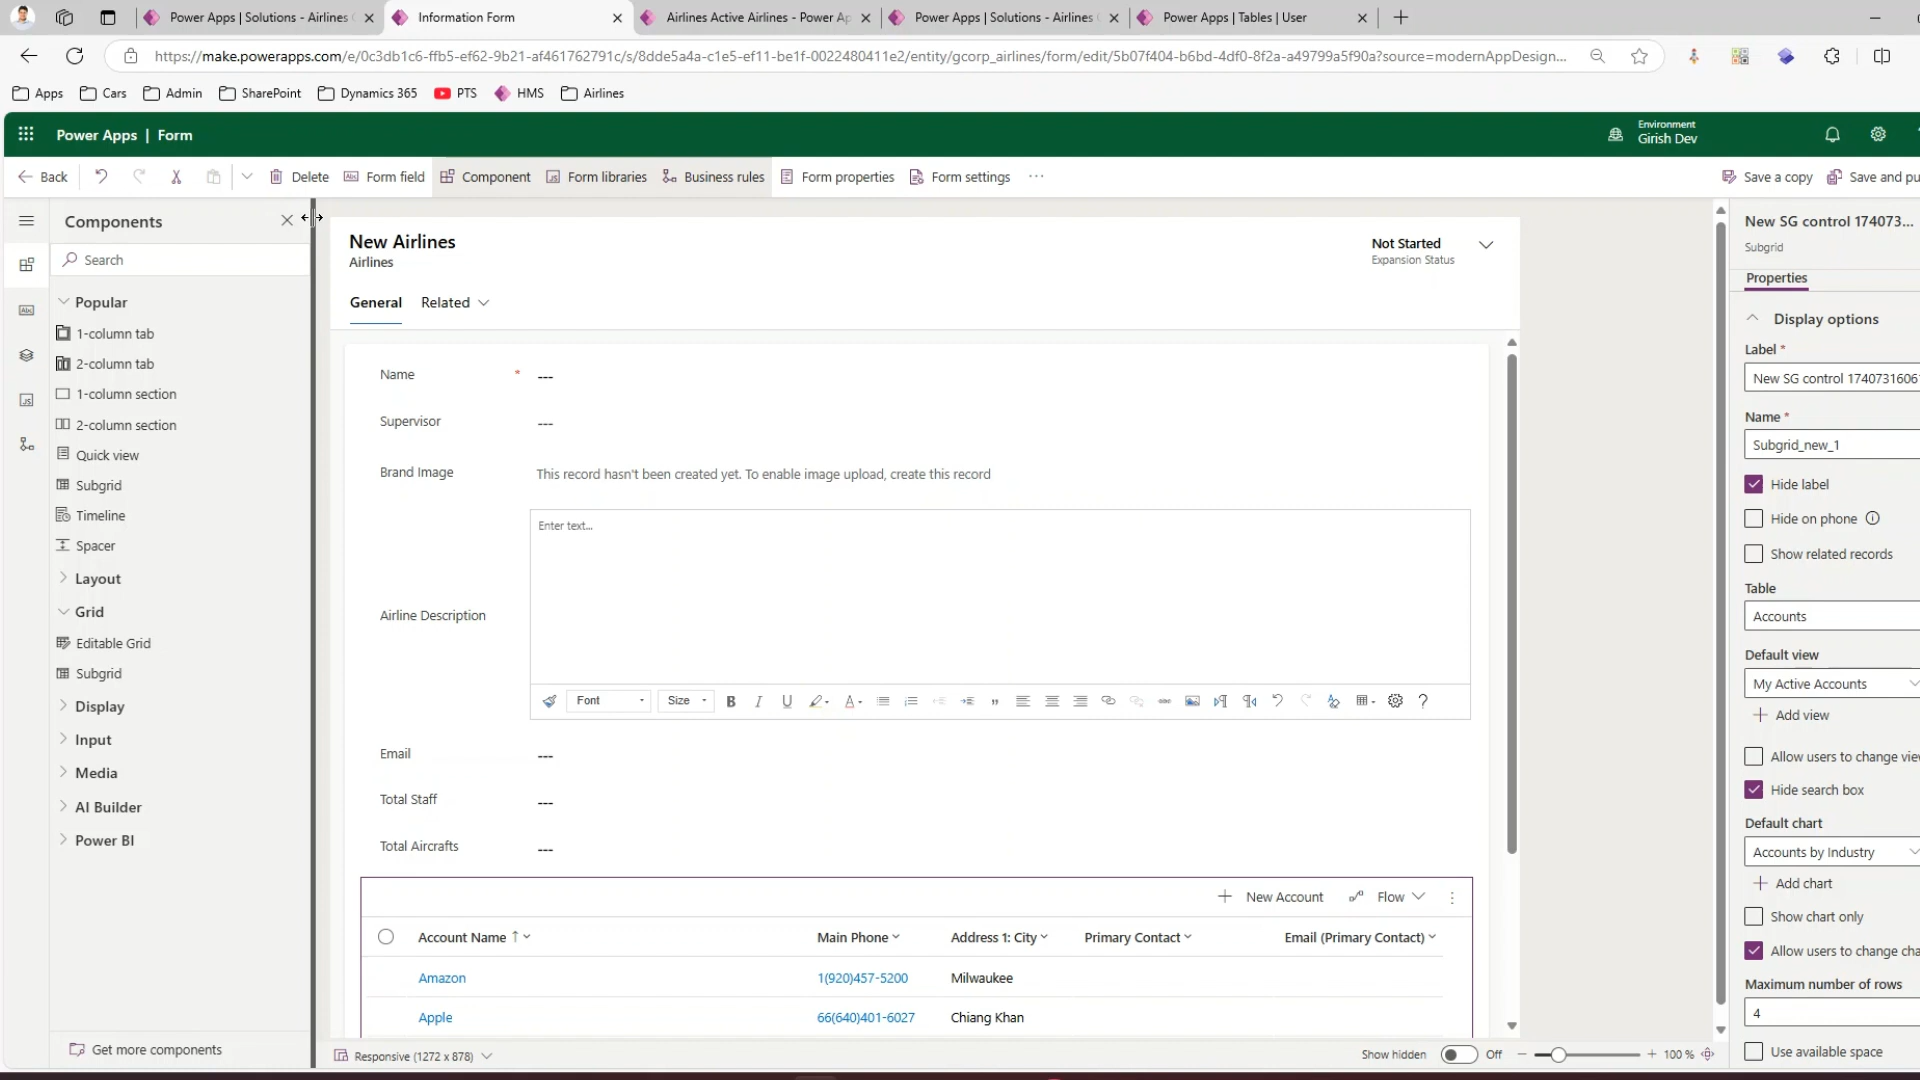 Power Apps | Solutions - Airlines
Information Form
Airlines Active Airlines - Power Ap
Power Apps | Solutions - Airlines
Power Apps | Tables | User
https://make.powerapps.com/e/0c3db1c6-ffb5-ef62-9b21-af461762791c/s/8dde5a4a-c1e5-ef11-be1f-0022480411e2/entity/gcorp_airlines/form/edit/5b07f404-b6bd-4df0-8f2a-a49799a5f90a?source=modernAppDesign...
Apps Cars Admin SharePoint Dynamics 365 PTS HMS Airlines
Power Apps | Form
Environment
Girish Dev
Back Delete Form field Component Form libraries Business rules Form properties Form settings ... Save a copy Save and pu
Components
Search
Popular
1-column tab
2-column tab
1-column section
2-column section
Quick view
Subgrid
Timeline
Spacer
Layout
Grid
Editable Grid
Subgrid
Display
Input
Media
AI Builder
Power BI
Get more components
New Airlines
Airlines
Not Started
Expansion Status
General Related
Name * ---
Supervisor ---
Brand Image This record hasn't been created yet. To enable image upload, create this record
Enter text...
Airline Description
Font Size B I U A
Email ---
Total Staff ---
Total Aircrafts ---
New Account Flow
Account Name Main Phone Address 1: City Primary Contact Email (Primary Contact)
Amazon 1(920)457-5200 Milwaukee
Apple 66(640)401-6027 Chiang Khan
Responsive (1272 x 878)
Show hidden Off 100 %
New SG control 174073...
Subgrid
Properties
Display options
Label *
New SG control 1740731606
Name *
Subgrid_new_1
Hide label
Hide on phone
Show related records
Table
Accounts
Default view
My Active Accounts
Add view
Allow users to change vie
Hide search box
Default chart
Accounts by Industry
Add chart
Show chart only
Allow users to change cha
Maximum number of rows
4
Use available space